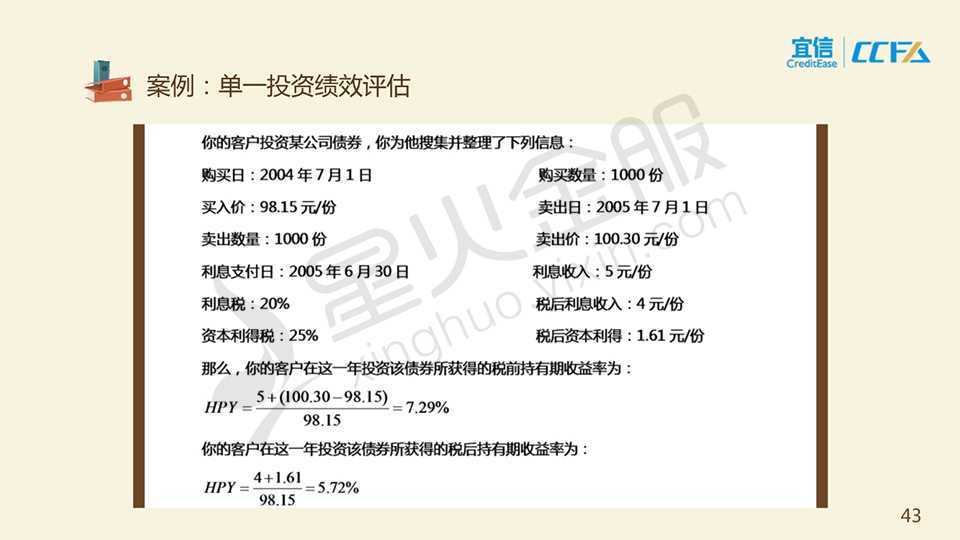 宜信
CreditEase
CCFA
案例：单一投资绩效评估
你的客户投资某公司债券，你为他搜集并整理了下列信息：
购买日：2004 年 7 月 1 日 购买数量：1000 份
买入价：98.15 元/份 卖出日：2005 年 7 月 1 日
卖出数量：1000 份 卖出价：100.30 元/份
利息支付日：2005 年 6 月 30 日 利息收入：5 元/份
利息税：20% 税后利息收入：4 元/份
资本利得税：25% 税后资本利得：1.61 元/份
那么，你的客户在这一年投资该债券所获得的税前持有期收益率为：
HPY = (5+(100.30−98.15))/98.15 = 7.29%
你的客户在这一年投资该债券所获得的税后持有期收益率为：
HPY = (4+1.61)/98.15 = 5.72%
星火金服
xinghuo.yixin.com
43